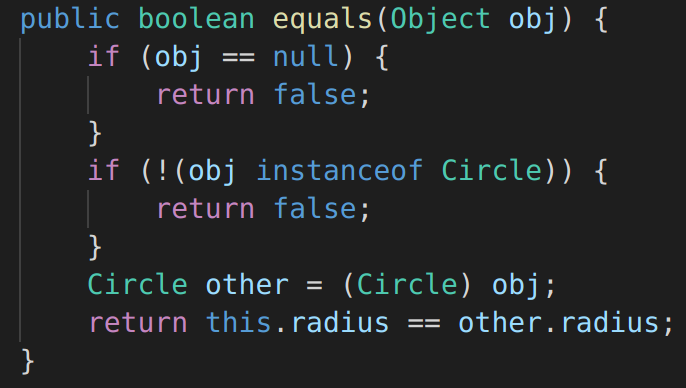 public boolean equals(Object obj) {
    if (obj == null) {
        return false;
    }
    if (!(obj instanceof Circle)) {
        return false;
    }
    Circle other = (Circle) obj;
    return this.radius == other.radius;
}